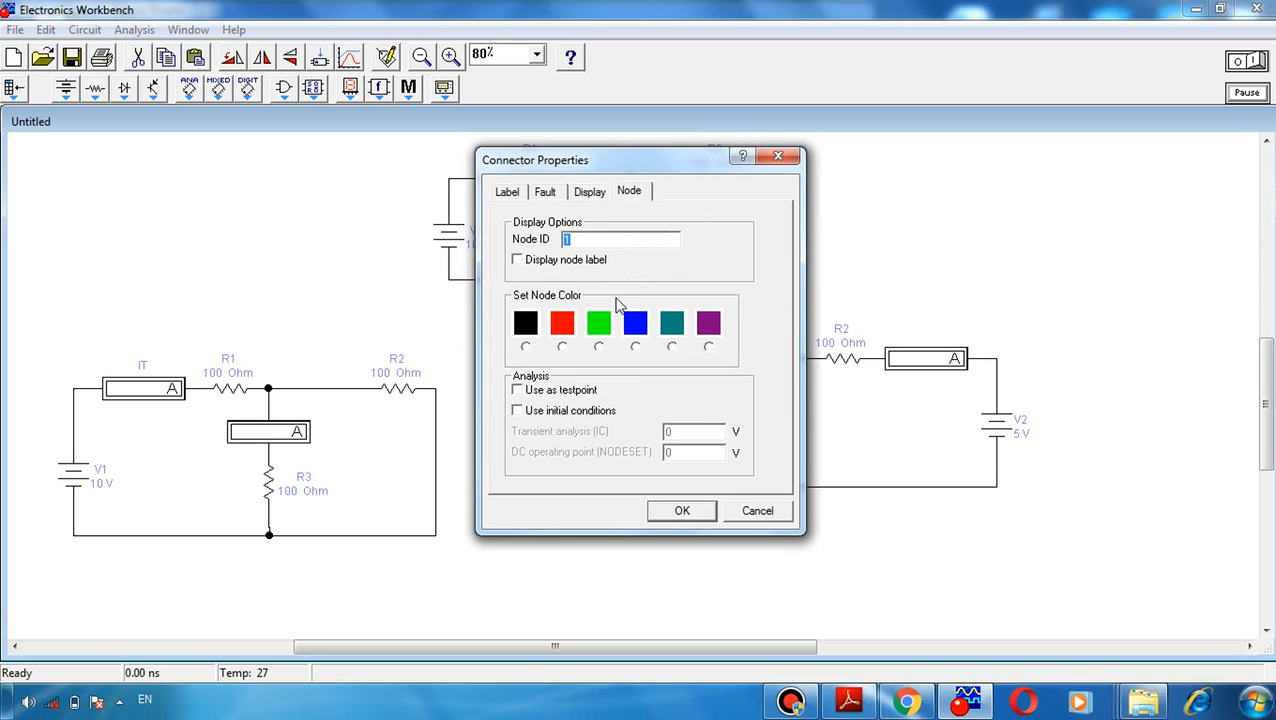 Electronics Workbench
File Edit Circuit Analysis Window Help
80%
?
ANA MIXED DIGIT
f M
Pause
Untitled
Connector Properties
?
Label Fault Display Node
Display Options
Node ID 1
Display node label
Set Node Color
Analysis
Use as testpoint
Use initial conditions
Transient analysis (IC) 0 V
DC operating point (NODESET) 0 V
OK Cancel
IT
A
R1
100 Ohm
R2
100 Ohm
A
V1
10 V
R3
100 Ohm
R2
100 Ohm
A
V2
5 V
Ready 0.00 ns Temp: 27
EN